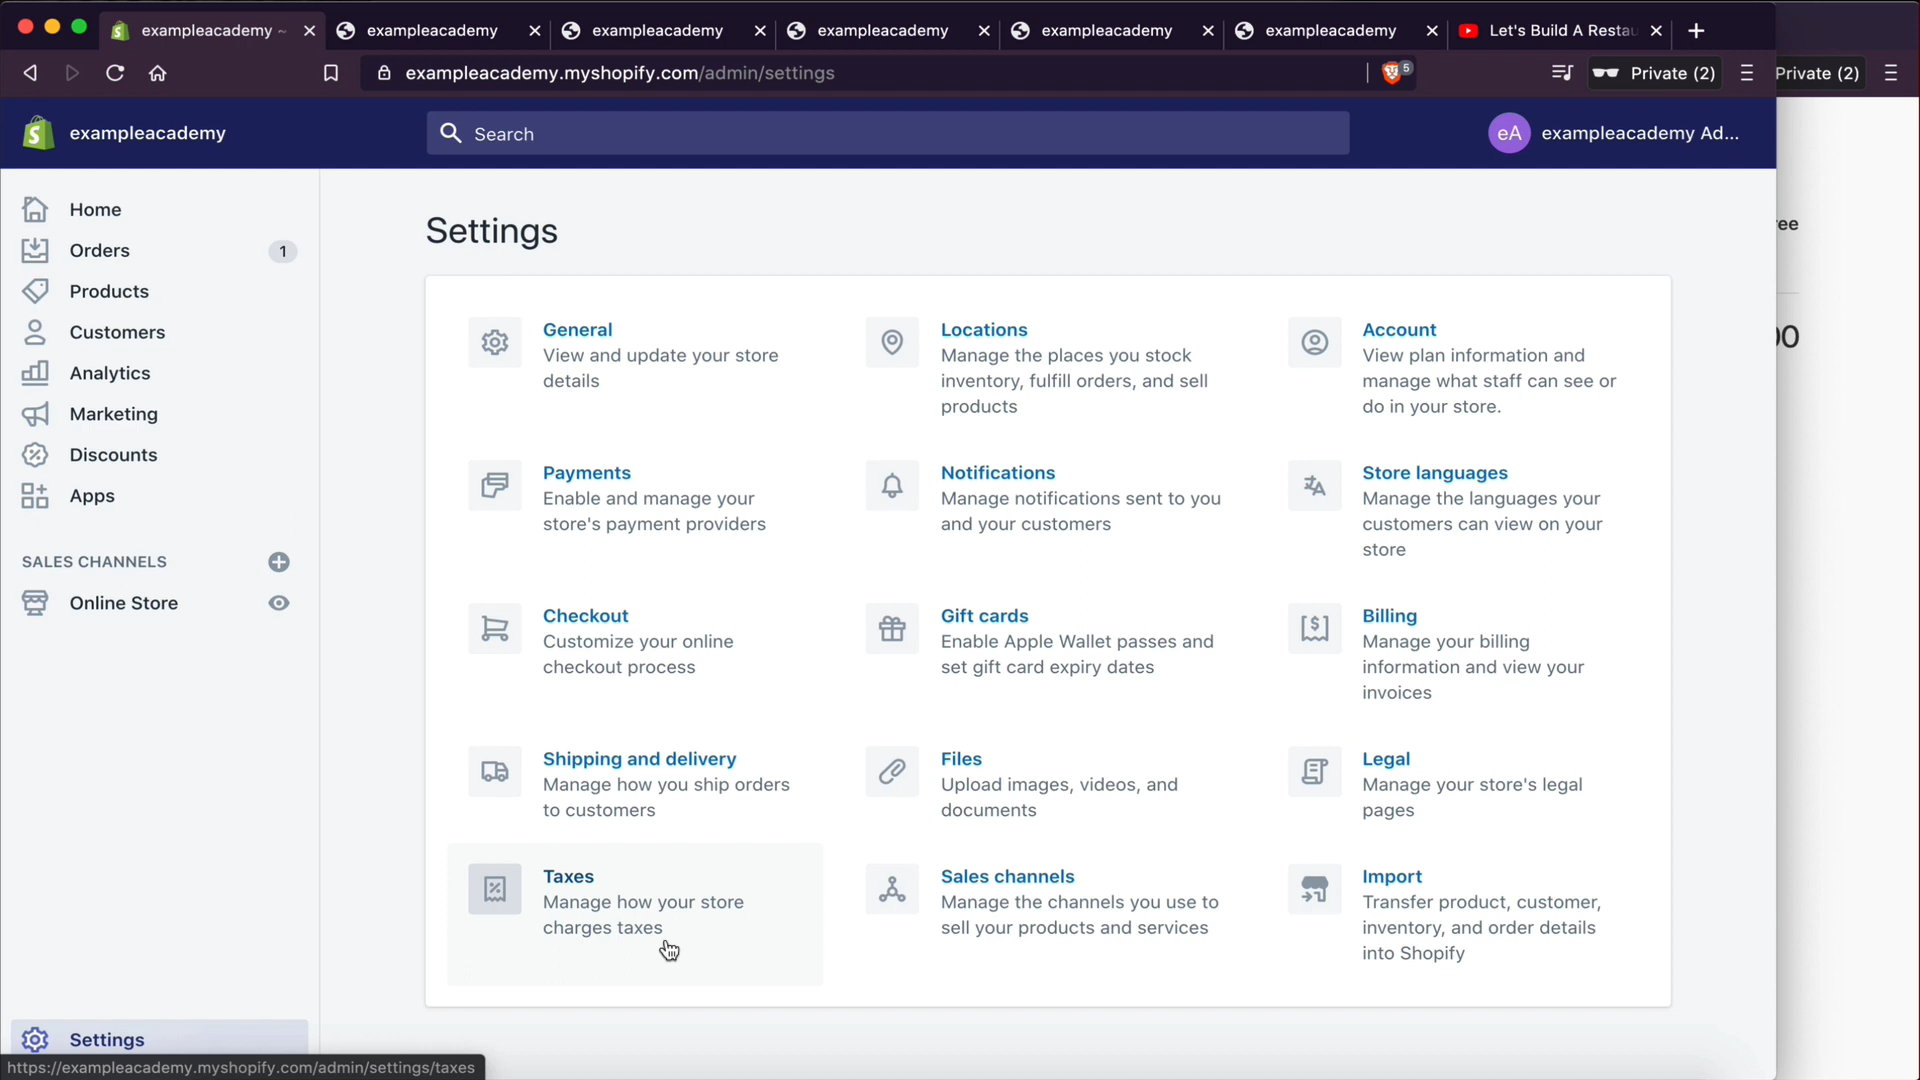 exampleacademy ~
exampleacademy
exampleacademy
exampleacademy
exampleacademy
exampleacademy
Let's Build A Restau
exampleacademy.myshopify.com/admin/settings
5
Private (2)
Private (2)
exampleacademy
Search
eA
exampleacademy Ad...
Home
Orders
1
Products
Customers
Analytics
Marketing
Discounts
Apps
SALES CHANNELS
Online Store
Settings
https://exampleacademy.myshopify.com/admin/settings/taxes
Settings
General
View and update your store
details
Locations
Manage the places you stock
inventory, fulfill orders, and sell
products
Account
View plan information and
manage what staff can see or
do in your store.
Payments
Enable and manage your
store's payment providers
Notifications
Manage notifications sent to you
and your customers
Store languages
Manage the languages your
customers can view on your
store
Checkout
Customize your online
checkout process
Gift cards
Enable Apple Wallet passes and
set gift card expiry dates
Billing
Manage your billing
information and view your
invoices
Shipping and delivery
Manage how you ship orders
to customers
Files
Upload images, videos, and
documents
Legal
Manage your store's legal
pages
Taxes
Manage how your store
charges taxes
Sales channels
Manage the channels you use to
sell your products and services
Import
Transfer product, customer,
inventory, and order details
into Shopify